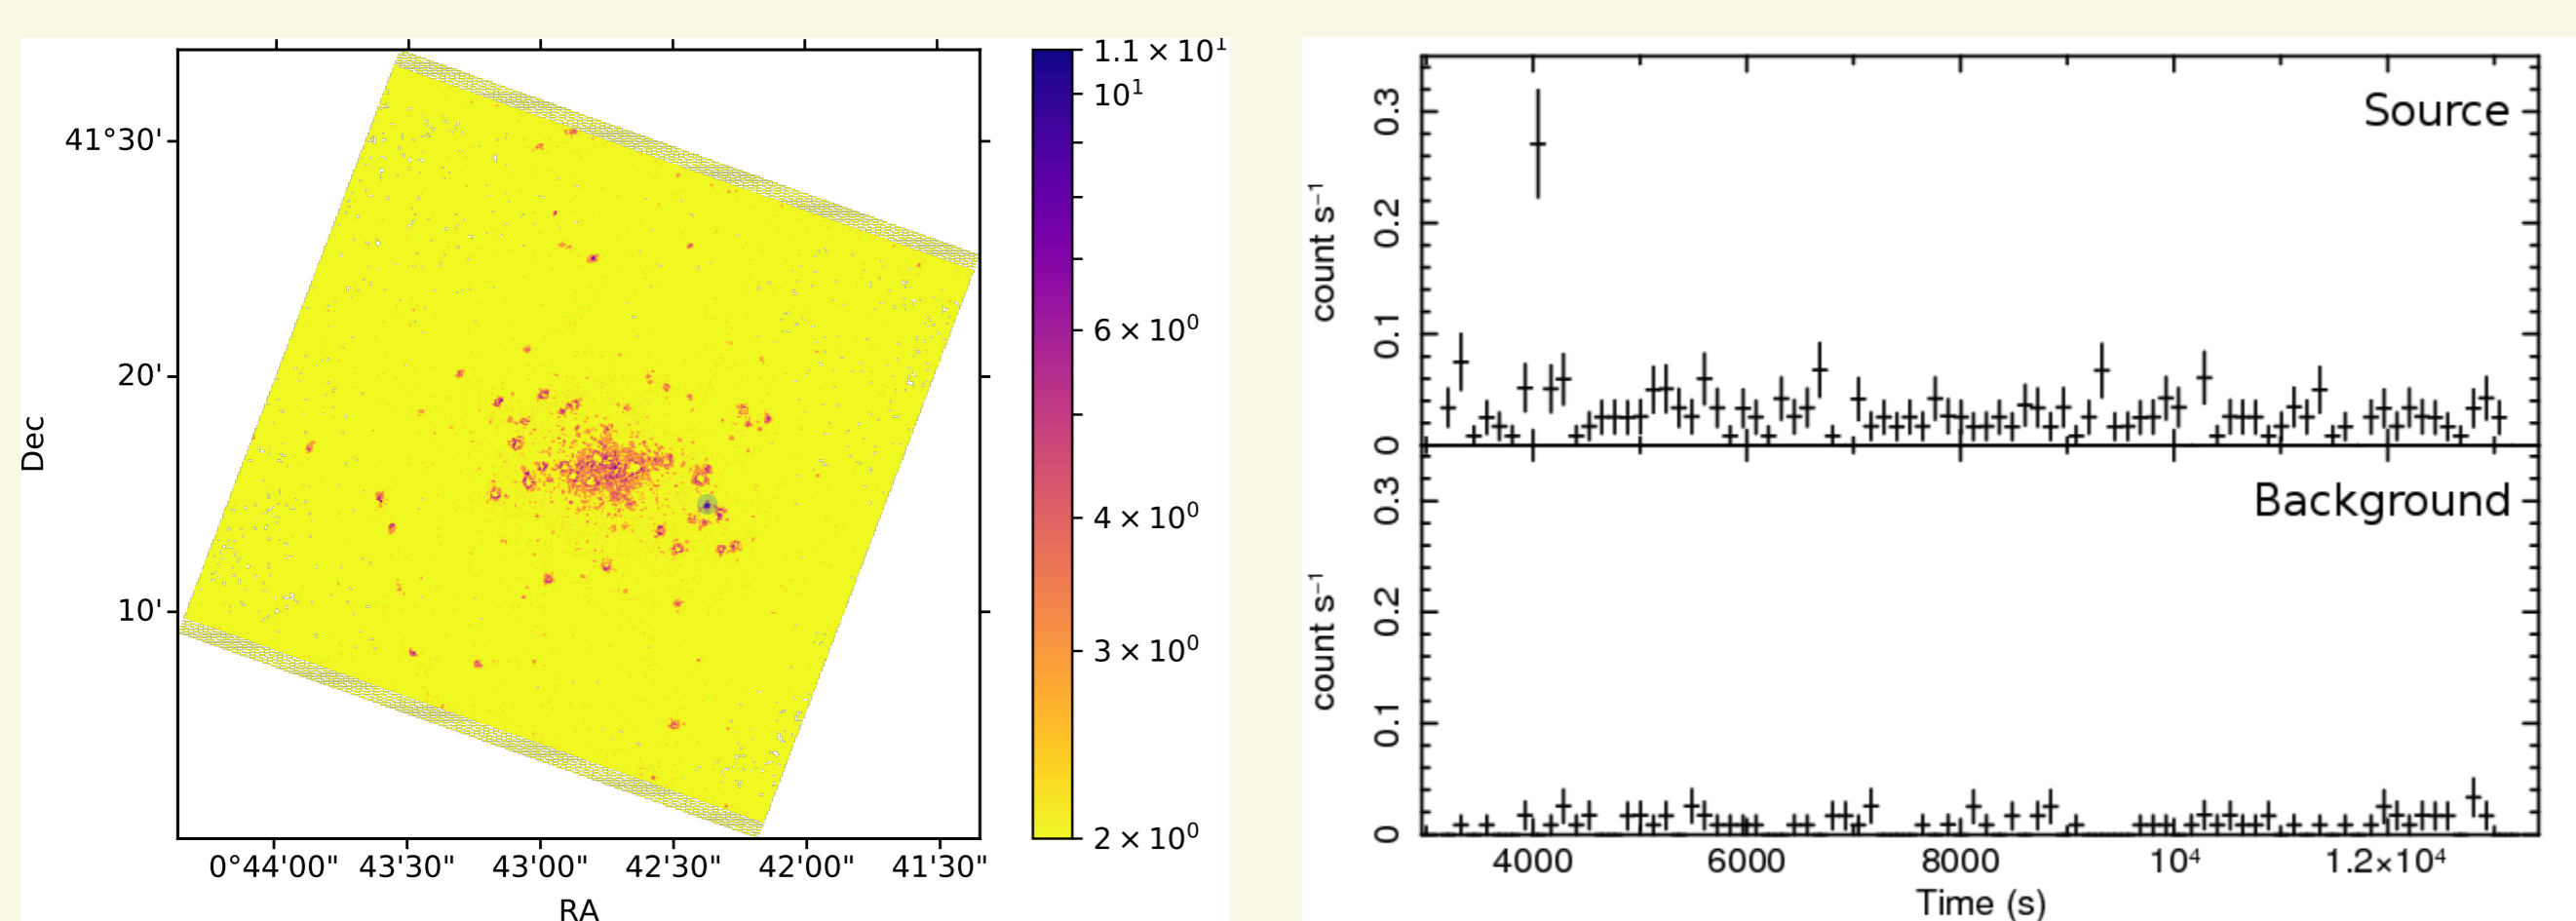 1.1 × 10¹
10¹
6 × 10⁰
4 × 10⁰
3 × 10⁰
2 × 10⁰
41°30'
20'
10'
Dec
0°44'00" 43'30" 43'00" 42'30" 42'00" 41'30"
RA
Source
0.3
0.2
0.1
0
count s⁻¹
Background
0.3
0.2
0.1
0
count s⁻¹
4000 6000 8000 10⁴ 1.2×10⁴
Time (s)